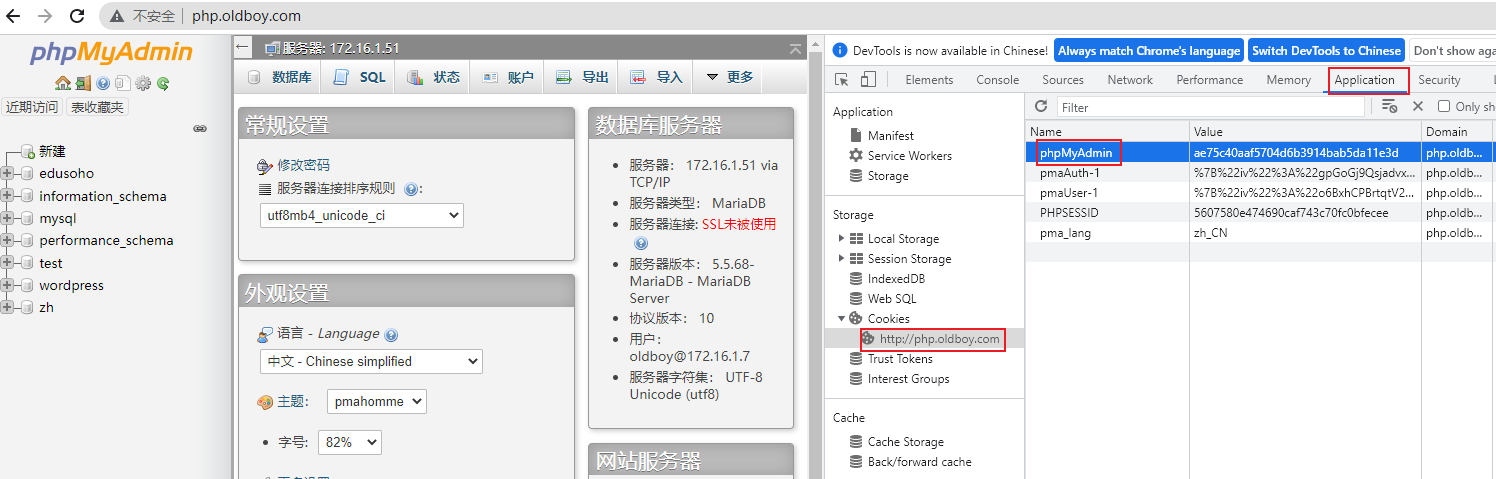 不安全 | php.oldboy.com
phpMyAdmin
近期访问 表收藏夹
新建
edusoho
information_schema
mysql
performance_schema
test
wordpress
zh
服务器: 172.16.1.51
数据库 SQL 状态 账户 导出 导入 更多
常规设置
修改密码
服务器连接排序规则 :
utf8mb4_unicode_ci
外观设置
语言 - Language
中文 - Chinese simplified
主题: pmahomme
• 字号: 82%
数据库服务器
• 服务器: 172.16.1.51 via
TCP/IP
• 服务器类型: MariaDB
• 服务器连接: SSL未被使用
• 服务器版本: 5.5.68-
MariaDB - MariaDB
Server
• 协议版本: 10
• 用户:
oldboy@172.16.1.7
• 服务器字符集: UTF-8
Unicode (utf8)
网站服务器
DevTools is now available in Chinese! Always match Chrome's language Switch DevTools to Chinese Don't show aga
Elements Console Sources Network Performance Memory Application Security
Application
Manifest
Service Workers
Storage
Storage
Local Storage
Session Storage
IndexedDB
Web SQL
Cookies
http://php.oldboy.com
Trust Tokens
Interest Groups
Cache
Cache Storage
Back/forward cache
Filter Only sh
Name Value Domain
phpMyAdmin ae75c40aaf5704d6b3914bab5da11e3d php.oldb...
pmaAuth-1 %7B%22iv%22%3A%22gpGoGj9Qsjadvx... php.oldb...
pmaUser-1 %7B%22iv%22%3A%22o6BxhCPBrtqtV2... php.oldb...
PHPSESSID 5607580e474690caf743c70fc0bfecee php.oldb...
pma_lang zh_CN php.oldb...